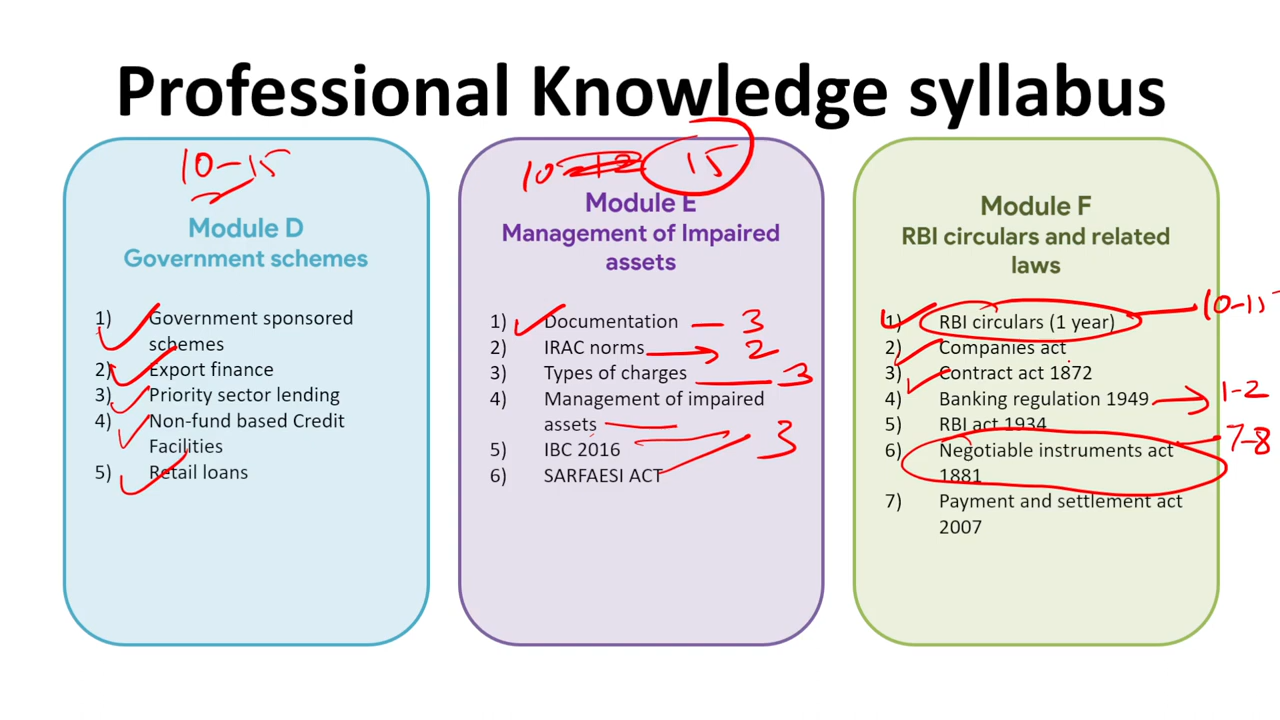 Professional Knowledge syllabus
10-15
Module D
Government schemes
1) Government sponsored
schemes
2) Export finance
3) Priority sector lending
4) Non-fund based Credit
Facilities
5) Retail loans
10 15
Module E
Management of Impaired
assets
1) Documentation 3
2) IRAC norms 2
3) Types of charges 3
4) Management of impaired
assets
5) IBC 2016 3
6) SARFAESI ACT
Module F
RBI circulars and related
laws
1) RBI circulars (1 year) 10-15
2) Companies act
3) Contract act 1872
4) Banking regulation 1949 1-2
5) RBI act 1934
6) Negotiable instruments act 7-8
1881
7) Payment and settlement act
2007